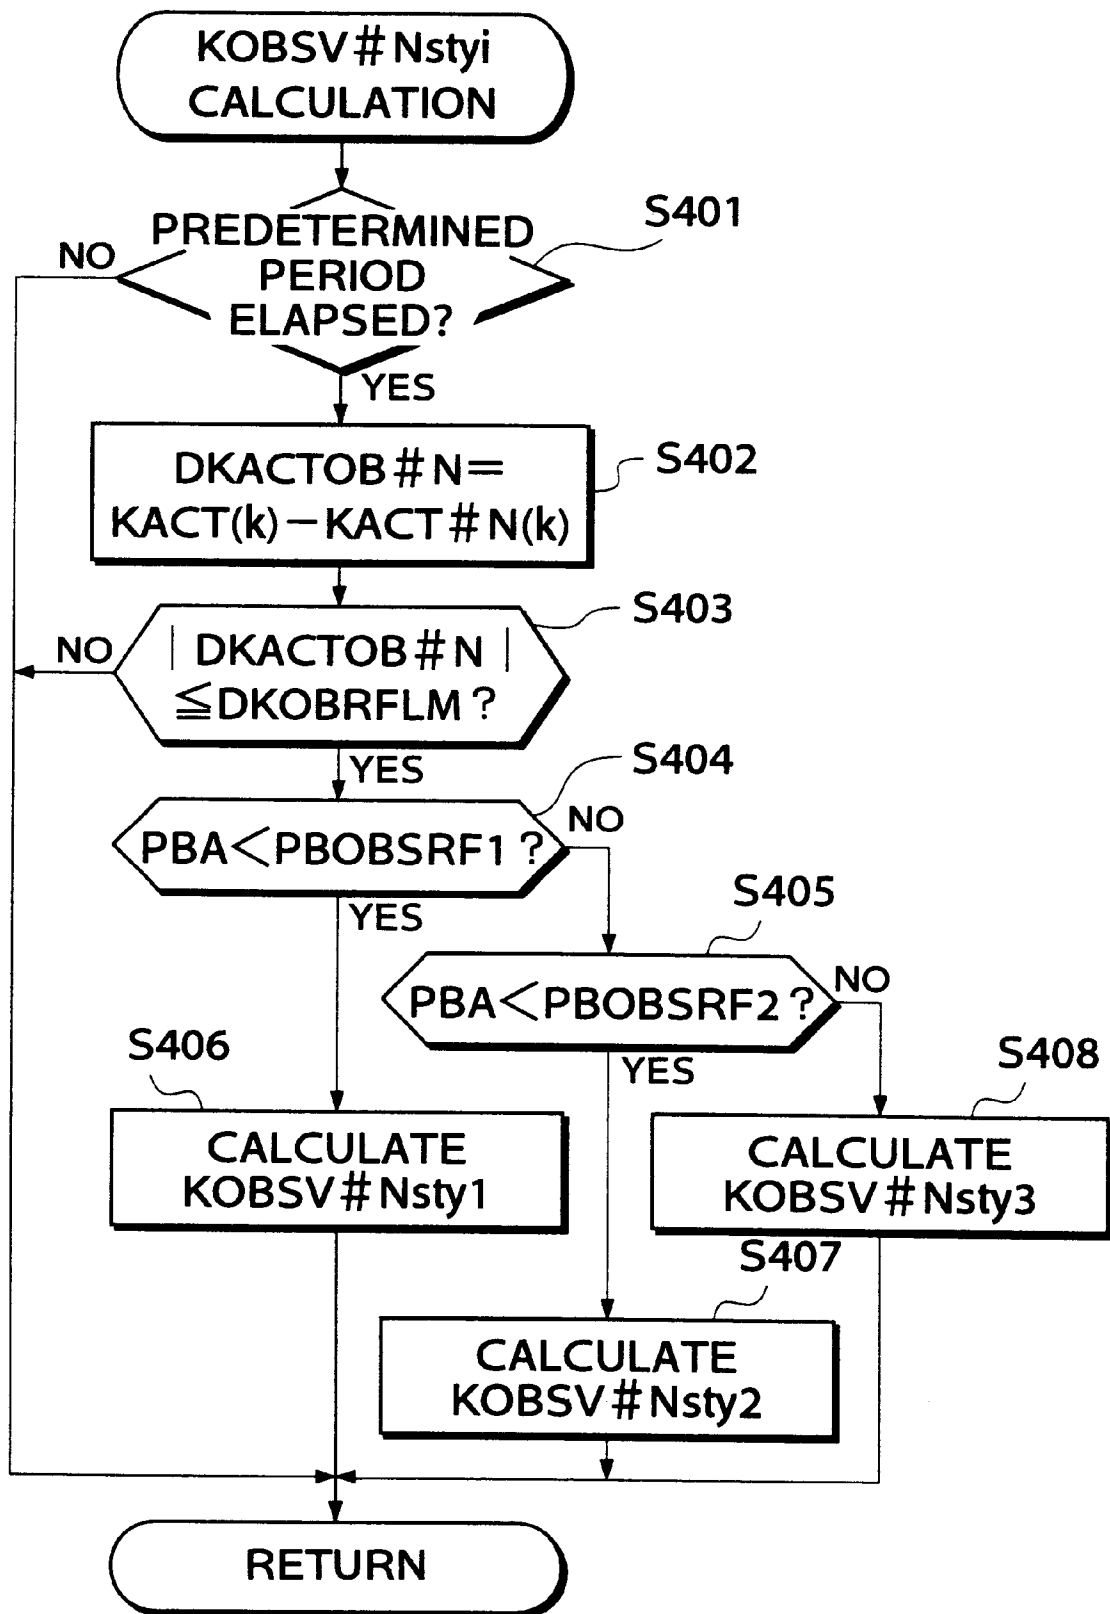 KOBSV#Nstyi
CALCULATION
PREDETERMINED
PERIOD
ELAPSED?
S401
NO
YES
DKACTOB#N=
KACT(k)-KACT#N(k)
S402
|DKACTOB#N|
≦DKOBRFLM?
S403
NO
YES
PBA<PBOBSRF1?
S404
NO
YES
PBA<PBOBSRF2?
S405
NO
YES
S406
CALCULATE
KOBSV#Nsty1
S408
CALCULATE
KOBSV#Nsty3
S407
CALCULATE
KOBSV#Nsty2
RETURN